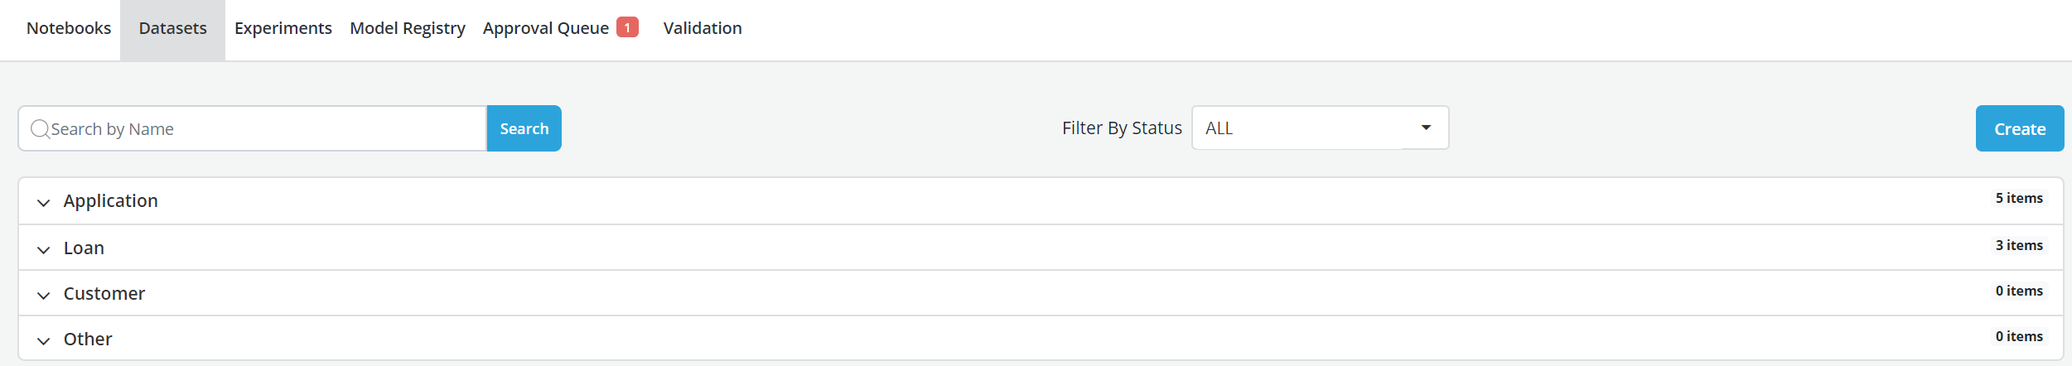 Notebooks Datasets Experiments Model Registry Approval Queue 1 Validation
Search by Name Search Filter By Status ALL Create
Application 5 items
Loan 3 items
Customer 0 items
Other 0 items